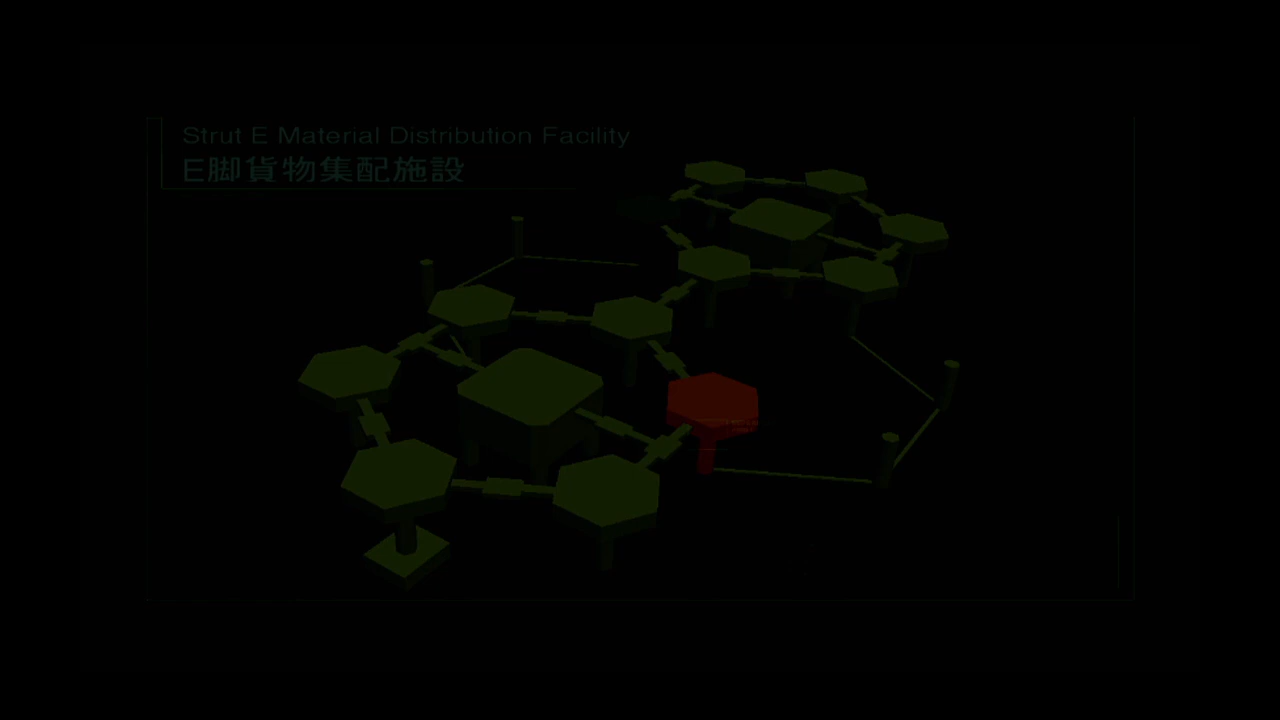 Strut E Material Distribution Facility
E脚貨物集配施設